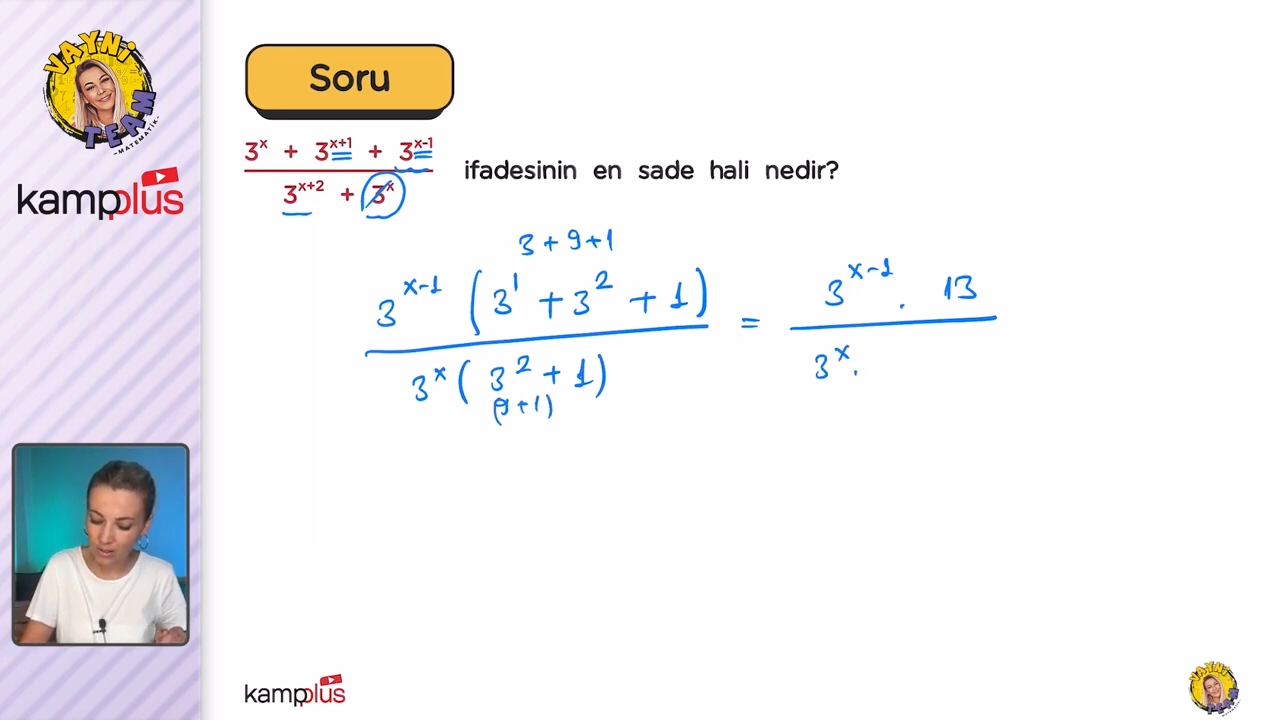 VAYNİ
TEAM
-MATEMATİK-
kampplus
Soru
3^x + 3^(x+1) + 3^(x-1)
3^(x+2) + 3^x
ifadesinin en sade hali nedir?
3 + 9 + 1
3^(x-1) (3^1 + 3^2 + 1) = 3^(x-1) . 13
3^x (3^2 + 1) 3^x .
(9+1)
kampplus
VAYNİ
TEAM